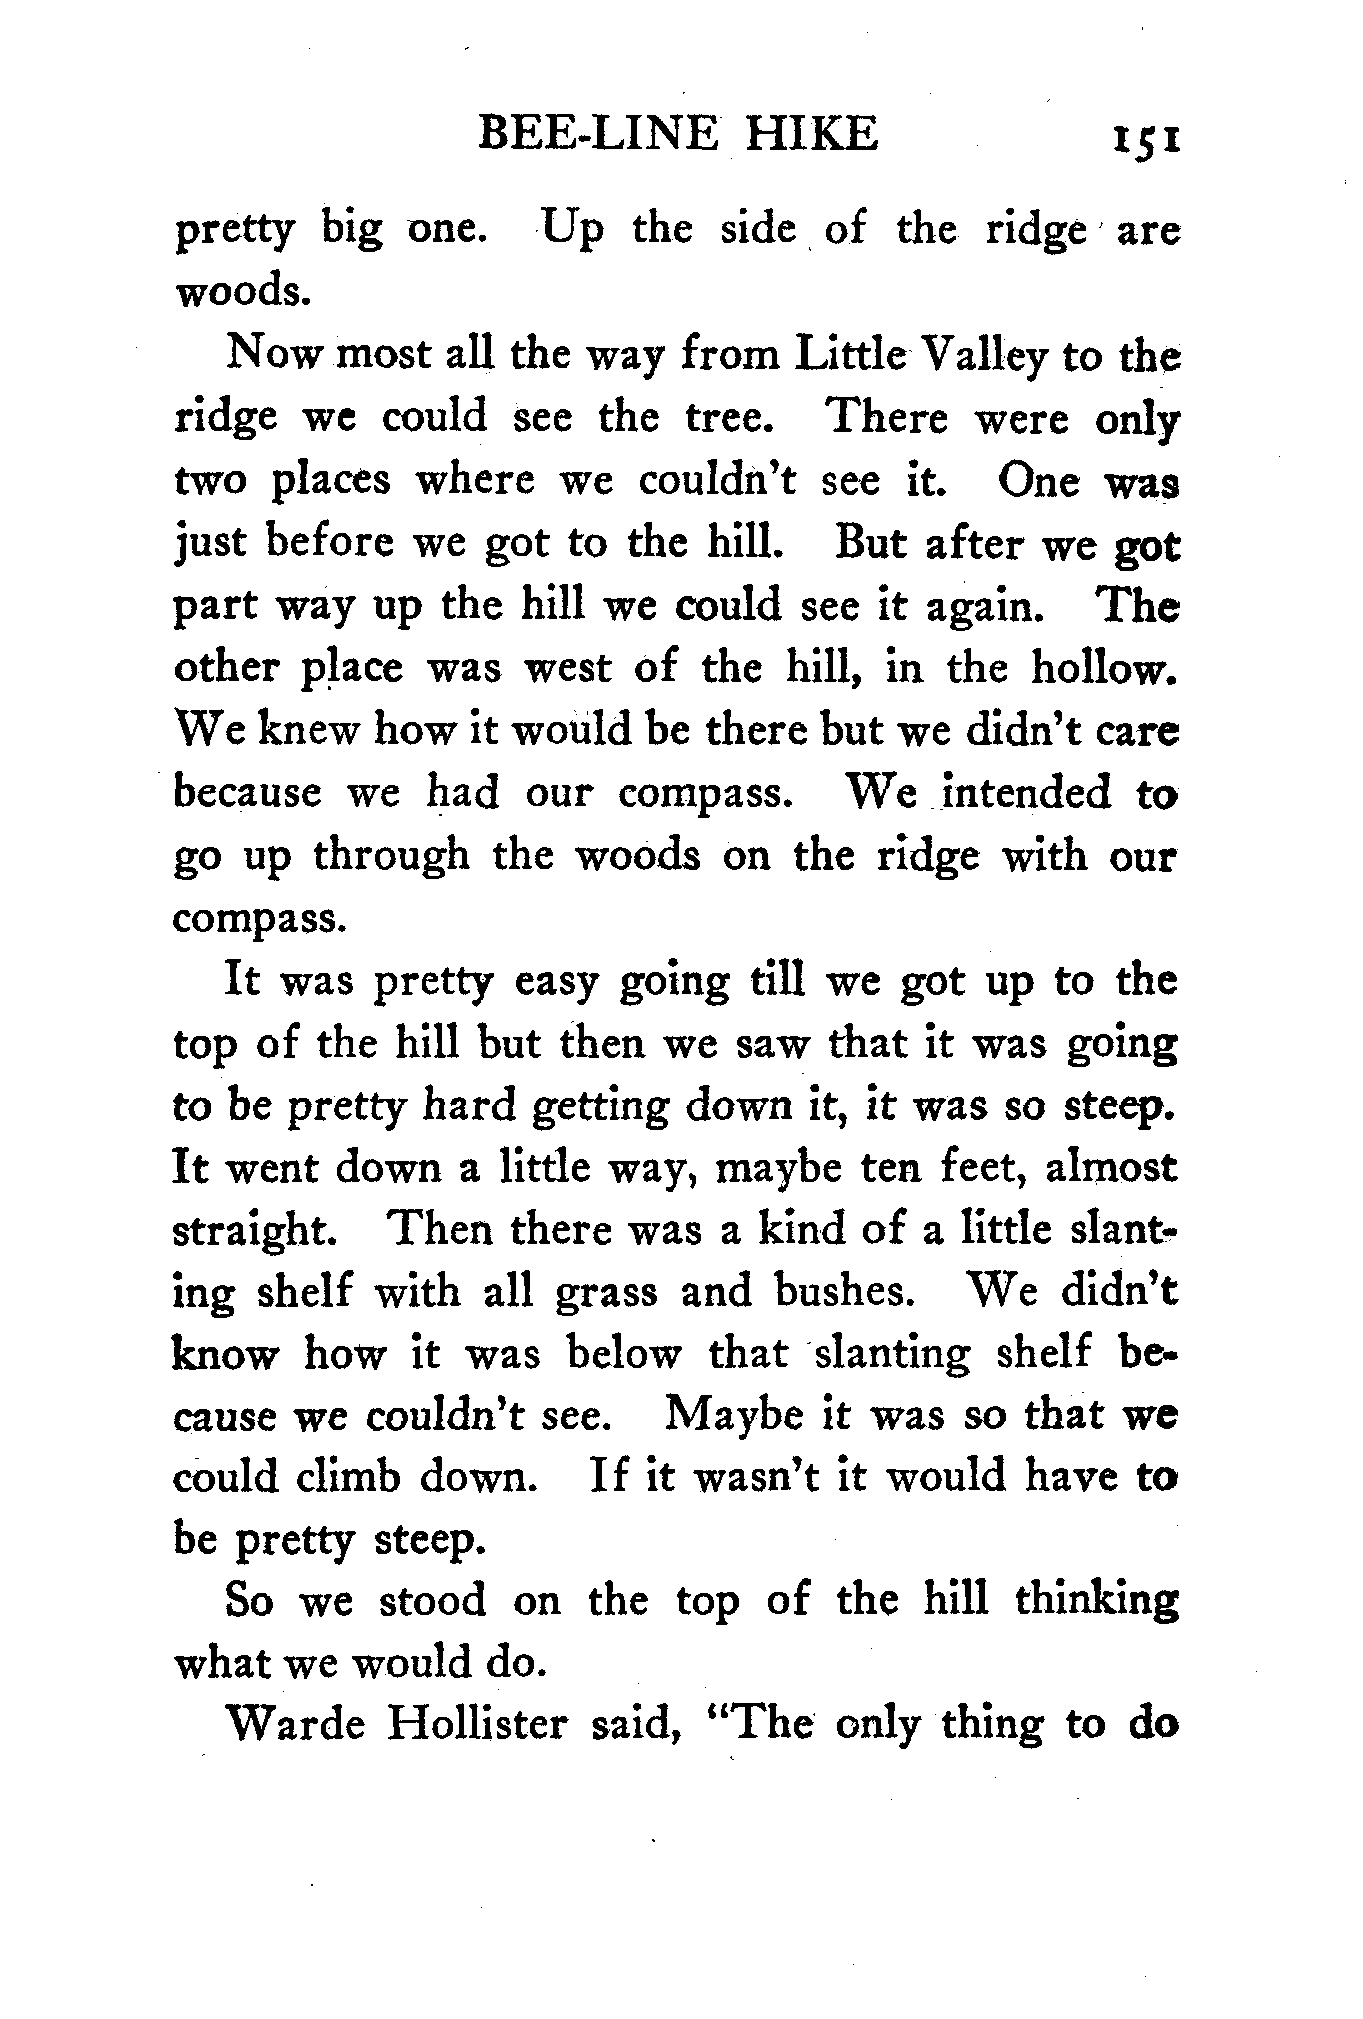 BEE-LINE HIKE 151
pretty big one. Up the side of the ridge are
woods.
Now most all the way from Little Valley to the
ridge we could see the tree. There were only
two places where we couldn't see it. One was
just before we got to the hill. But after we got
part way up the hill we could see it again. The
other place was west of the hill, in the hollow.
We knew how it would be there but we didn't care
because we had our compass. We intended to
go up through the woods on the ridge with our
compass.
It was pretty easy going till we got up to the
top of the hill but then we saw that it was going
to be pretty hard getting down it, it was so steep.
It went down a little way, maybe ten feet, almost
straight. Then there was a kind of a little slant-
ing shelf with all grass and bushes. We didn't
know how it was below that slanting shelf be-
cause we couldn't see. Maybe it was so that we
could climb down. If it wasn't it would have to
be pretty steep.
So we stood on the top of the hill thinking
what we would do.
Warde Hollister said, "The only thing to do